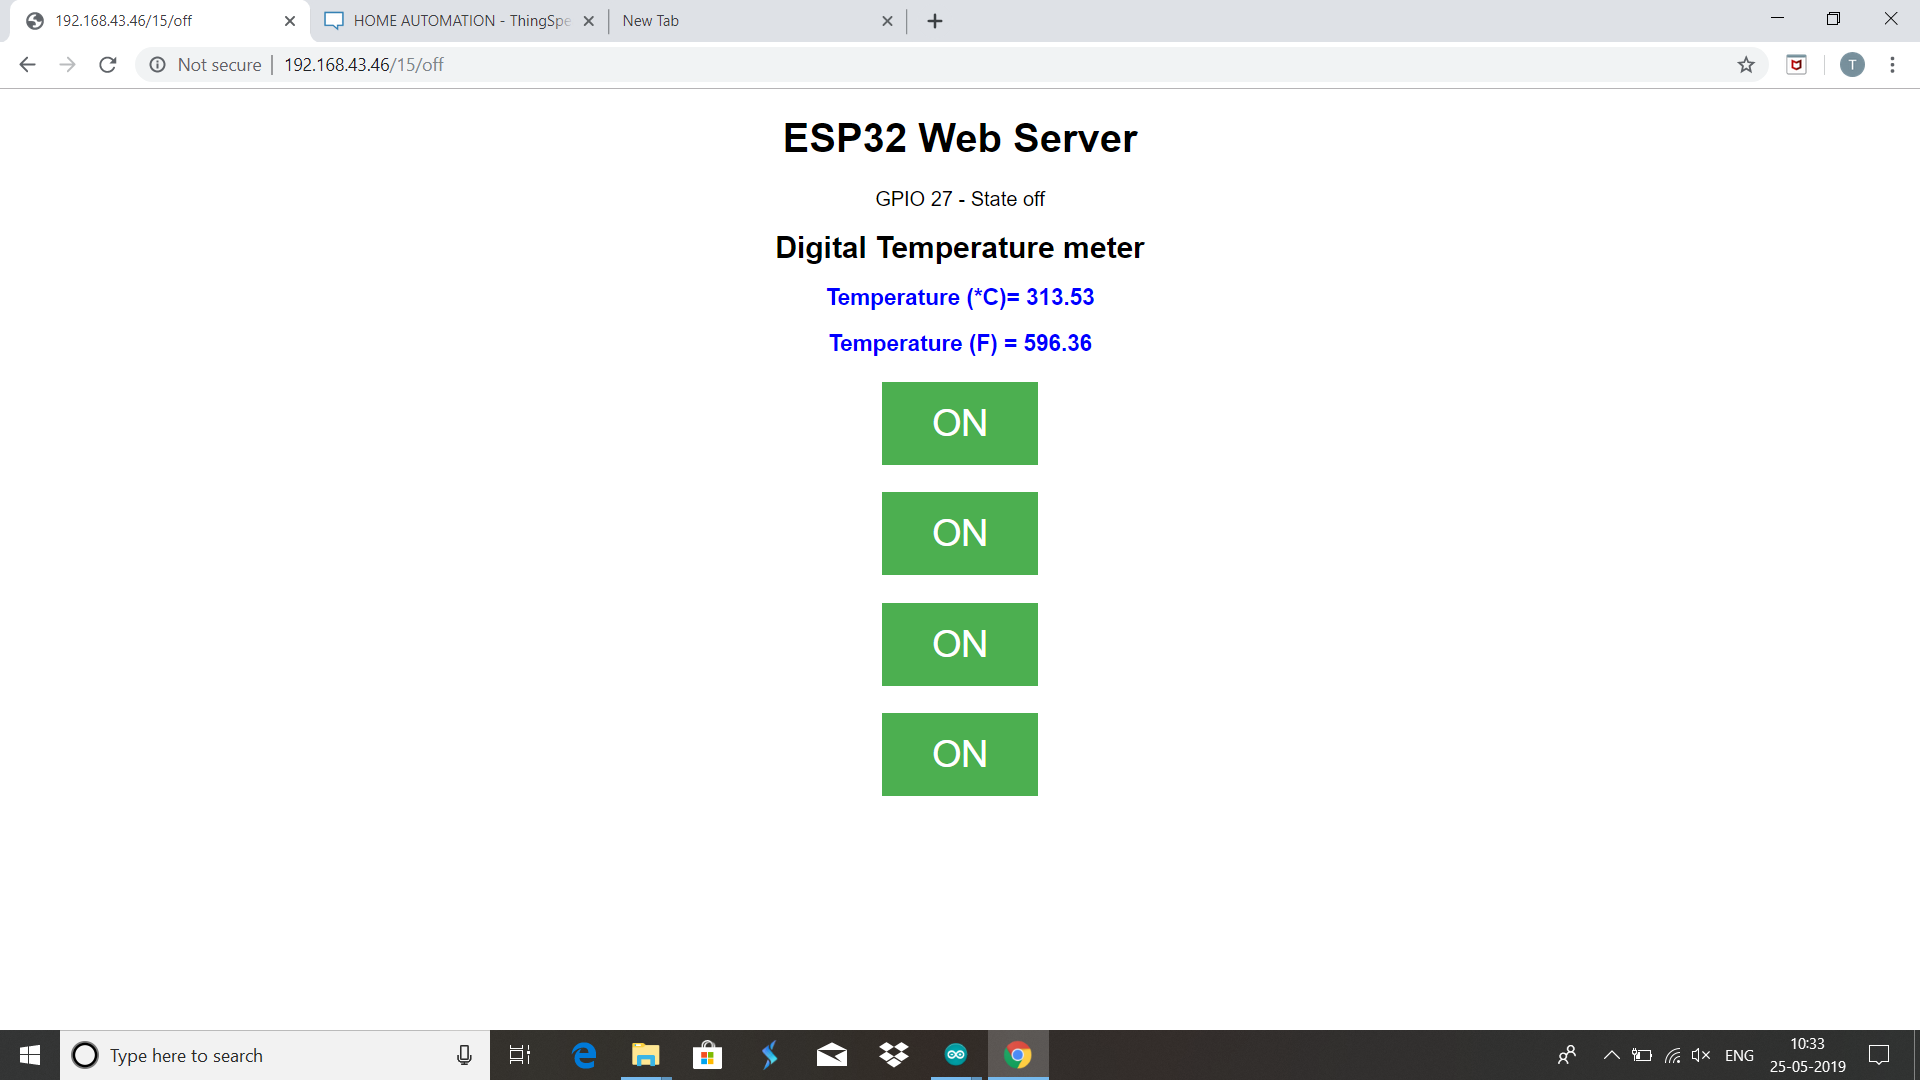 192.168.43.46/15/off
HOME AUTOMATION - ThingSpe
New Tab
Not secure
192.168.43.46/15/off
T
ESP32 Web Server
GPIO 27 - State off
Digital Temperature meter
Temperature (*C)= 313.53
Temperature (F) = 596.36
ON
ON
ON
ON
Type here to search
ENG
10:33
25-05-2019